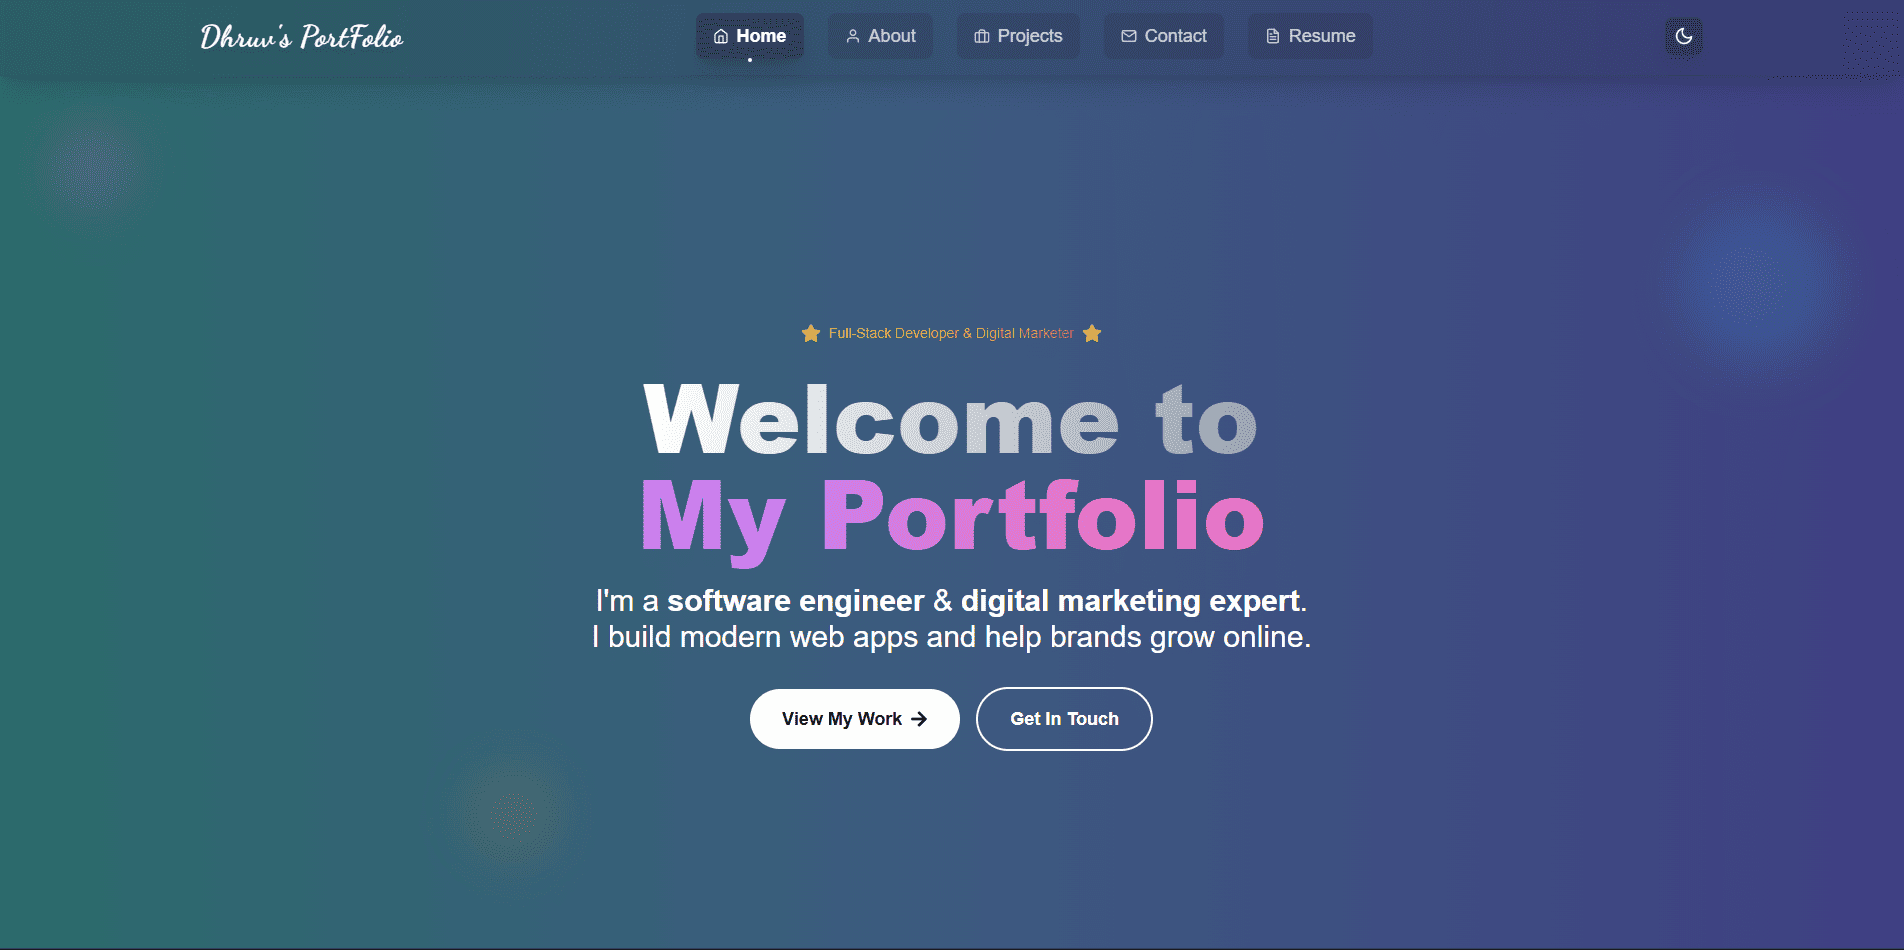 Dhruv's PortFolio
Home
About
Projects
Contact
Resume
Full-Stack Developer & Digital Marketer
Welcome to
My Portfolio
I'm a software engineer & digital marketing expert.
I build modern web apps and help brands grow online.
View My Work
Get In Touch